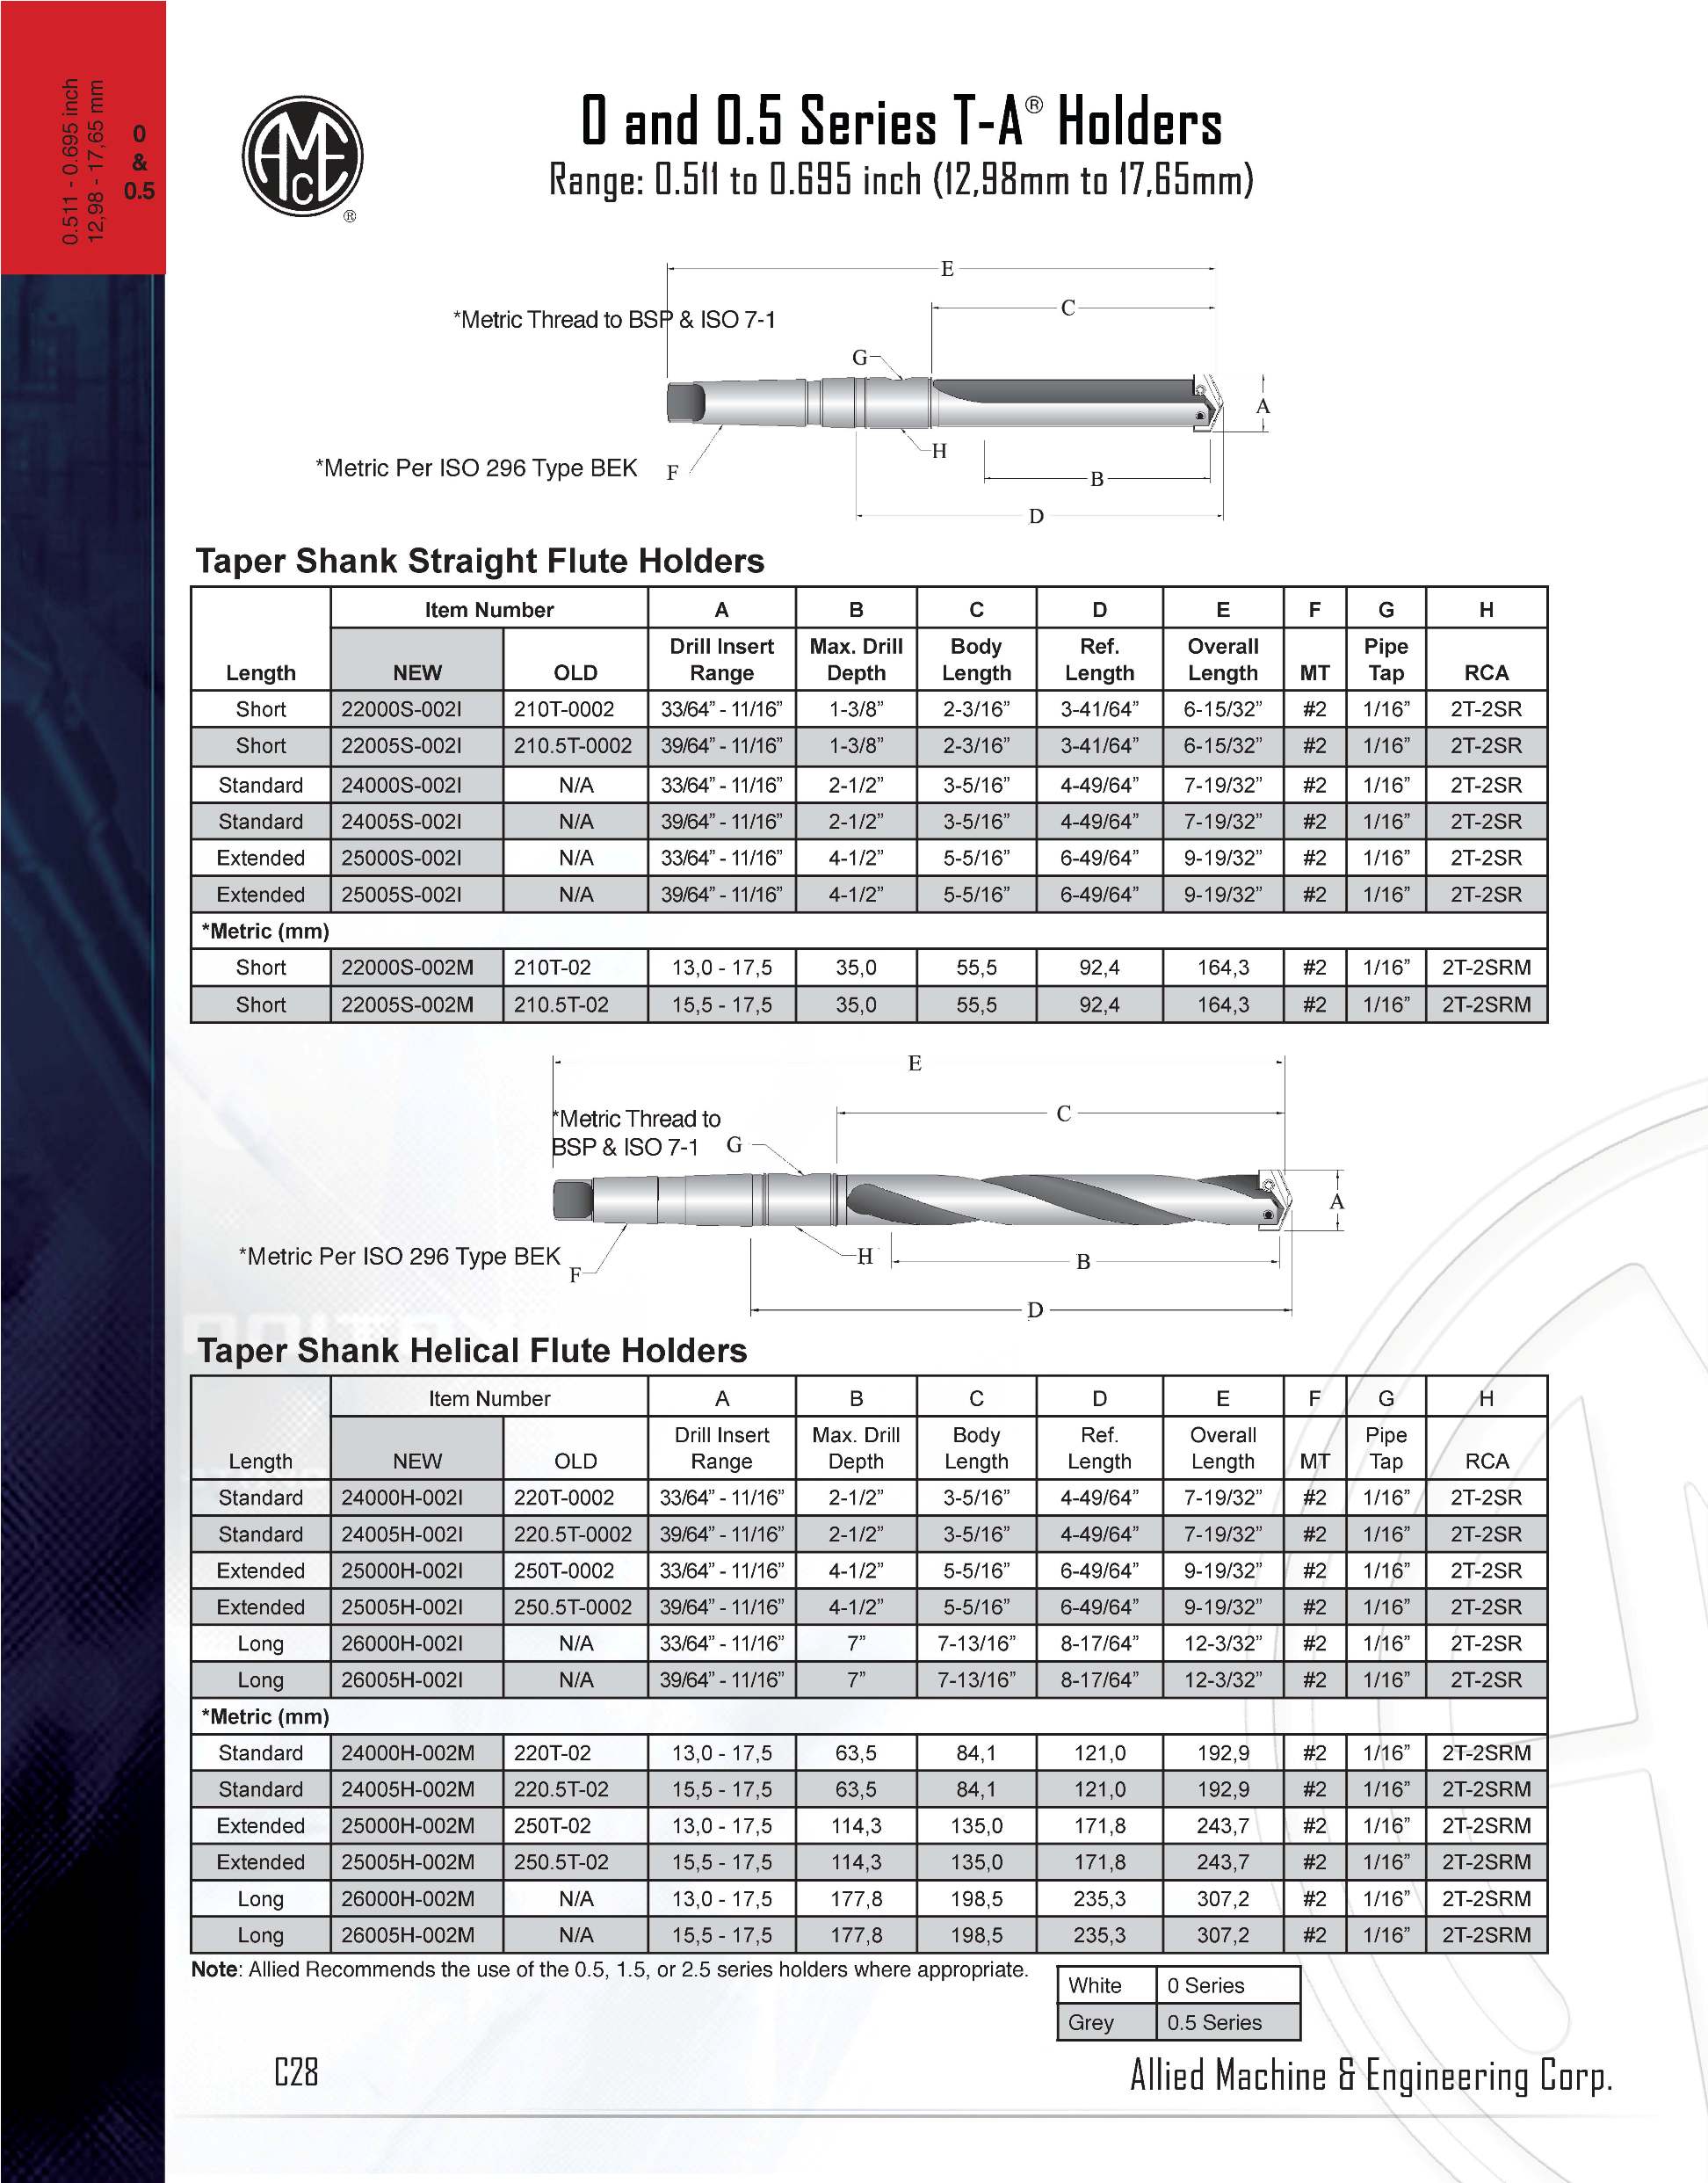 0.511 - 0.695 inch
12,98 - 17,65 mm
0
&
0.5
AMEC
®
0 and 0.5 Series T-A® Holders
Range: 0.511 to 0.695 inch (12,98mm to 17,65mm)
E
C
*Metric Thread to BSP & ISO 7-1
G
A
H
*Metric Per ISO 296 Type BEK F
B
D
Taper Shank Straight Flute Holders
Item Number A B C D E F G H
Length NEW OLD Drill Insert Range Max. Drill Depth Body Length Ref. Length Overall Length MT Pipe Tap RCA
Short 22000S-002I 210T-0002 33/64” - 11/16” 1-3/8” 2-3/16” 3-41/64” 6-15/32” #2 1/16” 2T-2SR
Short 22005S-002I 210.5T-0002 39/64” - 11/16” 1-3/8” 2-3/16” 3-41/64” 6-15/32” #2 1/16” 2T-2SR
Standard 24000S-002I N/A 33/64” - 11/16” 2-1/2” 3-5/16” 4-49/64” 7-19/32” #2 1/16” 2T-2SR
Standard 24005S-002I N/A 39/64” - 11/16” 2-1/2” 3-5/16” 4-49/64” 7-19/32” #2 1/16” 2T-2SR
Extended 25000S-002I N/A 33/64” - 11/16” 4-1/2” 5-5/16” 6-49/64” 9-19/32” #2 1/16” 2T-2SR
Extended 25005S-002I N/A 39/64” - 11/16” 4-1/2” 5-5/16” 6-49/64” 9-19/32” #2 1/16” 2T-2SR
*Metric (mm)
Short 22000S-002M 210T-02 13,0 - 17,5 35,0 55,5 92,4 164,3 #2 1/16” 2T-2SRM
Short 22005S-002M 210.5T-02 15,5 - 17,5 35,0 55,5 92,4 164,3 #2 1/16” 2T-2SRM
E
C
*Metric Thread to
BSP & ISO 7-1 G
A
*Metric Per ISO 296 Type BEK F
H
B
D
Taper Shank Helical Flute Holders
Item Number A B C D E F G H
Length NEW OLD Drill Insert Range Max. Drill Depth Body Length Ref. Length Overall Length MT Pipe Tap RCA
Standard 24000H-002I 220T-0002 33/64” - 11/16” 2-1/2” 3-5/16” 4-49/64” 7-19/32” #2 1/16” 2T-2SR
Standard 24005H-002I 220.5T-0002 39/64” - 11/16” 2-1/2” 3-5/16” 4-49/64” 7-19/32” #2 1/16” 2T-2SR
Extended 25000H-002I 250T-0002 33/64” - 11/16” 4-1/2” 5-5/16” 6-49/64” 9-19/32” #2 1/16” 2T-2SR
Extended 25005H-002I 250.5T-0002 39/64” - 11/16” 4-1/2” 5-5/16” 6-49/64” 9-19/32” #2 1/16” 2T-2SR
Long 26000H-002I N/A 33/64” - 11/16” 7” 7-13/16” 8-17/64” 12-3/32” #2 1/16” 2T-2SR
Long 26005H-002I N/A 39/64” - 11/16” 7” 7-13/16” 8-17/64” 12-3/32” #2 1/16” 2T-2SR
*Metric (mm)
Standard 24000H-002M 220T-02 13,0 - 17,5 63,5 84,1 121,0 192,9 #2 1/16” 2T-2SRM
Standard 24005H-002M 220.5T-02 15,5 - 17,5 63,5 84,1 121,0 192,9 #2 1/16” 2T-2SRM
Extended 25000H-002M 250T-02 13,0 - 17,5 114,3 135,0 171,8 243,7 #2 1/16” 2T-2SRM
Extended 25005H-002M 250.5T-02 15,5 - 17,5 114,3 135,0 171,8 243,7 #2 1/16” 2T-2SRM
Long 26000H-002M N/A 13,0 - 17,5 177,8 198,5 235,3 307,2 #2 1/16” 2T-2SRM
Long 26005H-002M N/A 15,5 - 17,5 177,8 198,5 235,3 307,2 #2 1/16” 2T-2SRM
Note: Allied Recommends the use of the 0.5, 1.5, or 2.5 series holders where appropriate.
White 0 Series
Grey 0.5 Series
C28
Allied Machine & Engineering Corp.